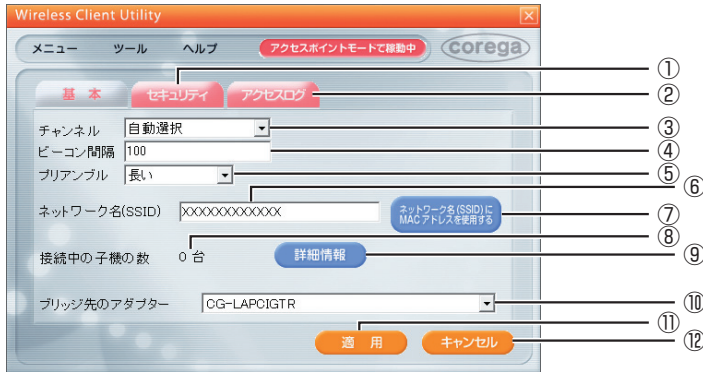 Wireless Client Utility
メニュー ツール ヘルプ アクセスポイントモードで稼動中 corega
基 本 セキュリティ アクセスログ
①
②
チャンネル 自動選択
③
ビーコン間隔 100
④
プリアンブル 長い
⑤
⑥
ネットワーク名(SSID) XXXXXXXXXXXXX ネットワーク名(SSID)に
MACアドレスを使用する
⑦
⑧
接続中の子機の数 0 台 詳細情報
⑨
ブリッジ先のアダプター CG-LAPCIGTR
⑩
⑪
適 用 キャンセル
⑫